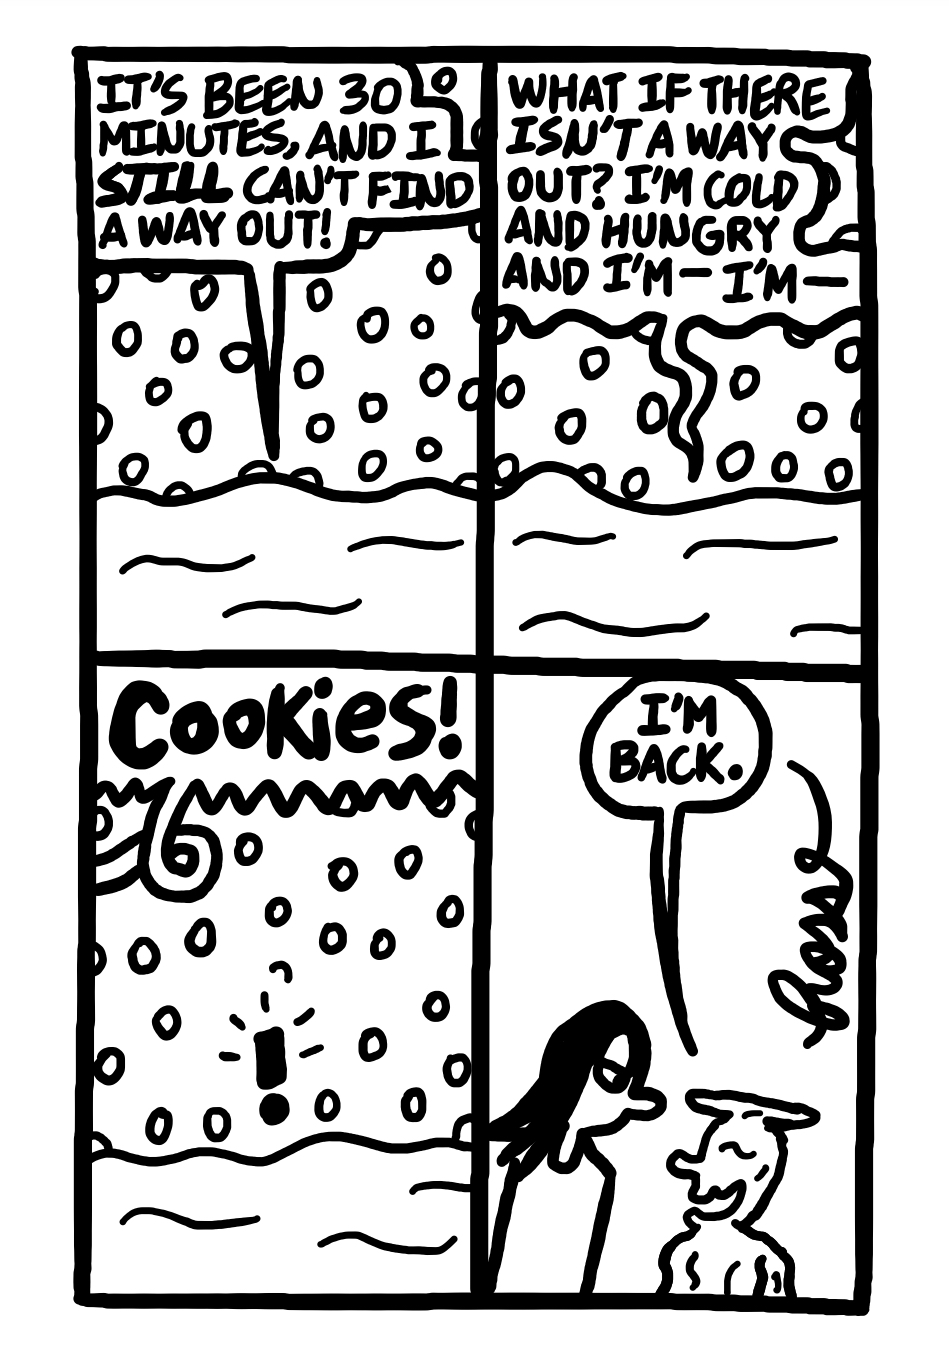 IT'S BEEN 30
MINUTES, AND I
STILL CAN'T FIND
A WAY OUT!
WHAT IF THERE
ISN'T A WAY
OUT? I'M COLD
AND HUNGRY
AND I'M — I'M —
Cookies!
!
I'M
BACK.
hoss